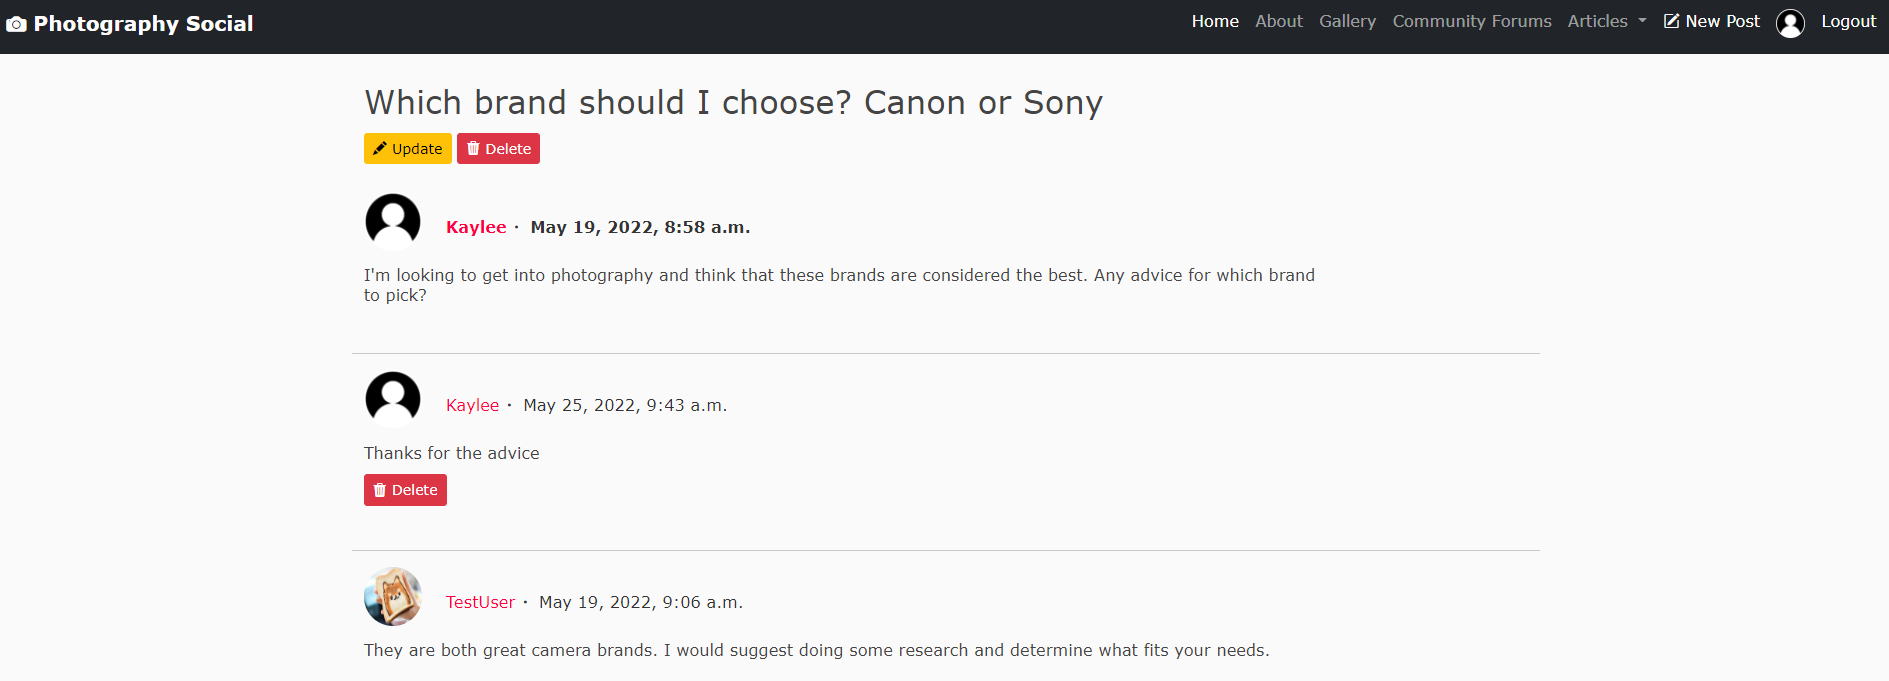 Photography Social
Home About Gallery Community Forums Articles New Post Logout
Which brand should I choose? Canon or Sony
Update Delete
Kaylee · May 19, 2022, 8:58 a.m.
I'm looking to get into photography and think that these brands are considered the best. Any advice for which brand
to pick?
Kaylee · May 25, 2022, 9:43 a.m.
Thanks for the advice
Delete
TestUser · May 19, 2022, 9:06 a.m.
They are both great camera brands. I would suggest doing some research and determine what fits your needs.